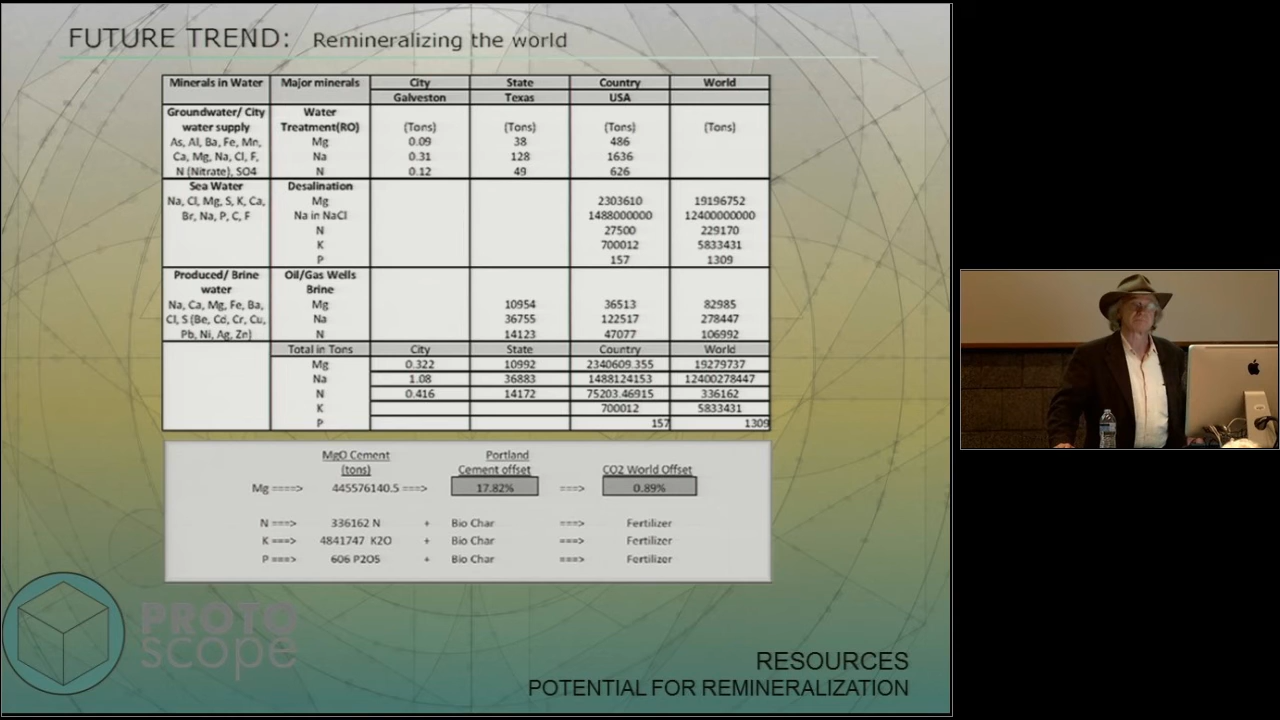 FUTURE TREND: Remineralizing the world
Minerals in Water Major minerals City State Country World
Galveston Texas USA
Groundwater/ City Water
water supply Treatment(RO) (Tons) (Tons) (Tons) (Tons)
As, Al, Ba, Fe, Mn, Mg 0.09 38 486
Ca, Mg, Na, Cl, F, Na 0.31 128 1636
N (Nitrate), SO4 N 0.12 49 626
Sea Water Desalination
Na, Cl, Mg, S, K, Ca, Mg 2303610 19196752
Br, Na, P, C, F Na in NaCl 1488000000 12400000000
N 27500 229170
K 700012 5833431
P 157 1309
Produced/ Brine Oil/Gas Wells
water Brine
Na, Ca, Mg, Fe, Ba, Mg 10954 36513 82985
Cl, S (Be, Cd, Cr, Cu, Na 36755 122517 278447
Pb, Ni, Ag, Zn) N 14123 47077 106992
Total in Tons City State Country World
Mg 0.322 10992 2340609.355 19279737
Na 1.08 36883 1488124153 12400278447
N 0.416 14172 75203.46915 336162
K 700012 5833431
P 157 1309
MgO Cement Portland
(tons) Cement offset CO2 World Offset
Mg ====> 445576140.5 ===> 17.82% ===> 0.89%
N ===> 336162 N + Bio Char ===> Fertilizer
K ===> 4841747 K2O + Bio Char ===> Fertilizer
P ===> 606 P2O5 + Bio Char ===> Fertilizer
PROTO
scope
RESOURCES
POTENTIAL FOR REMINERALIZATION